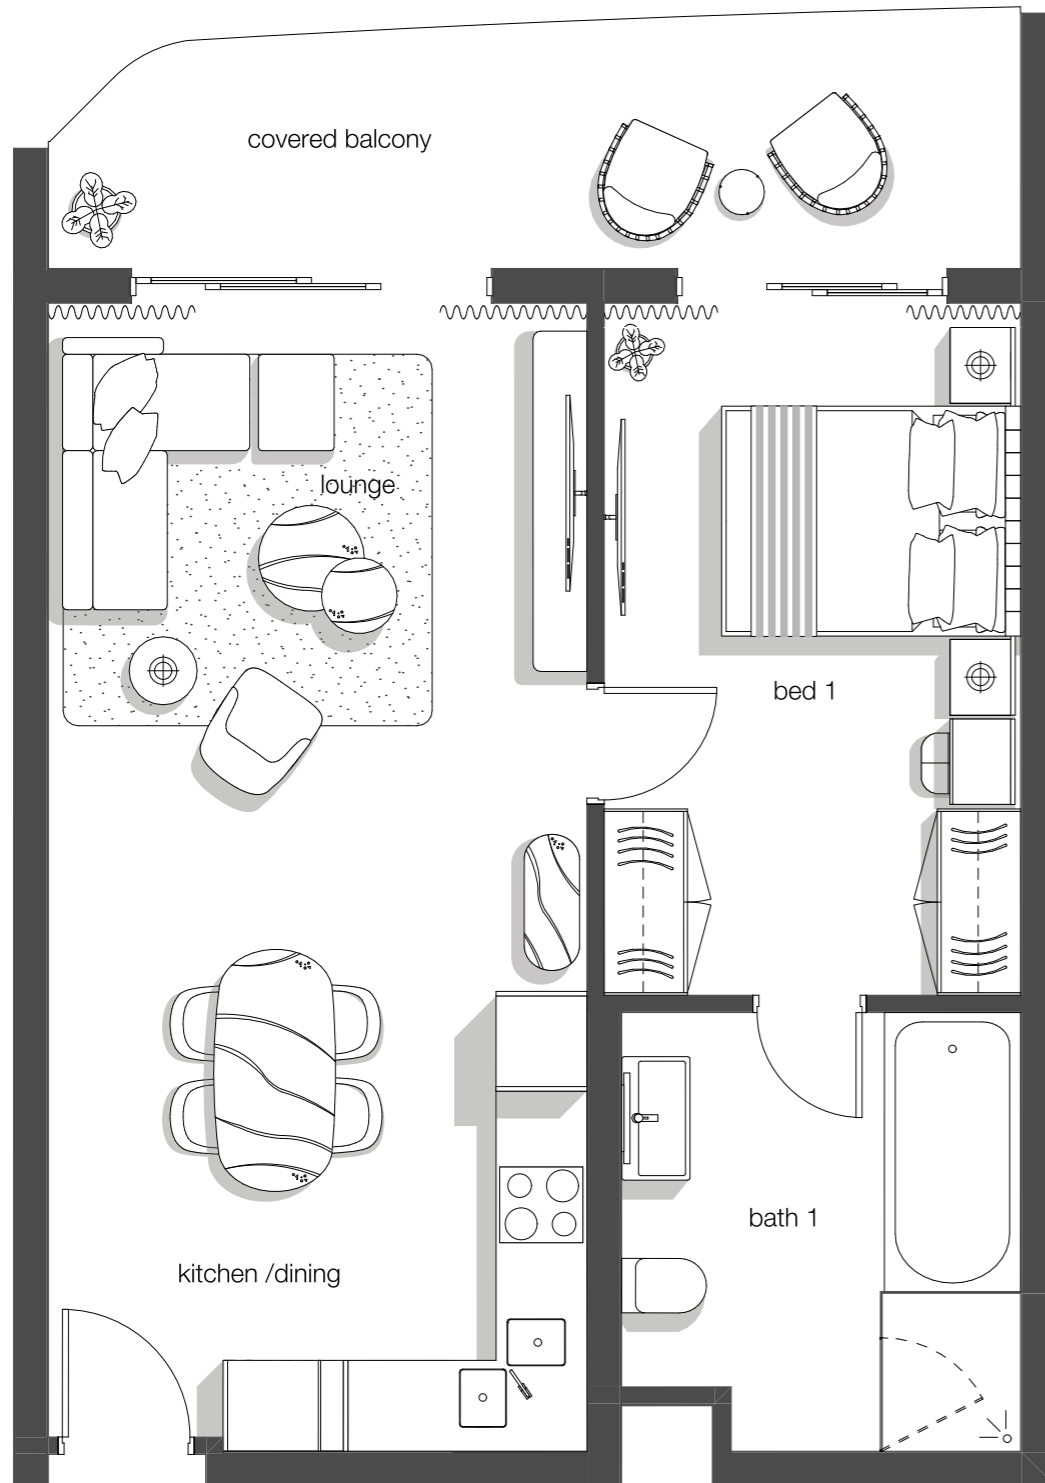 covered balcony
lounge
bed 1
bath 1
kitchen /dining